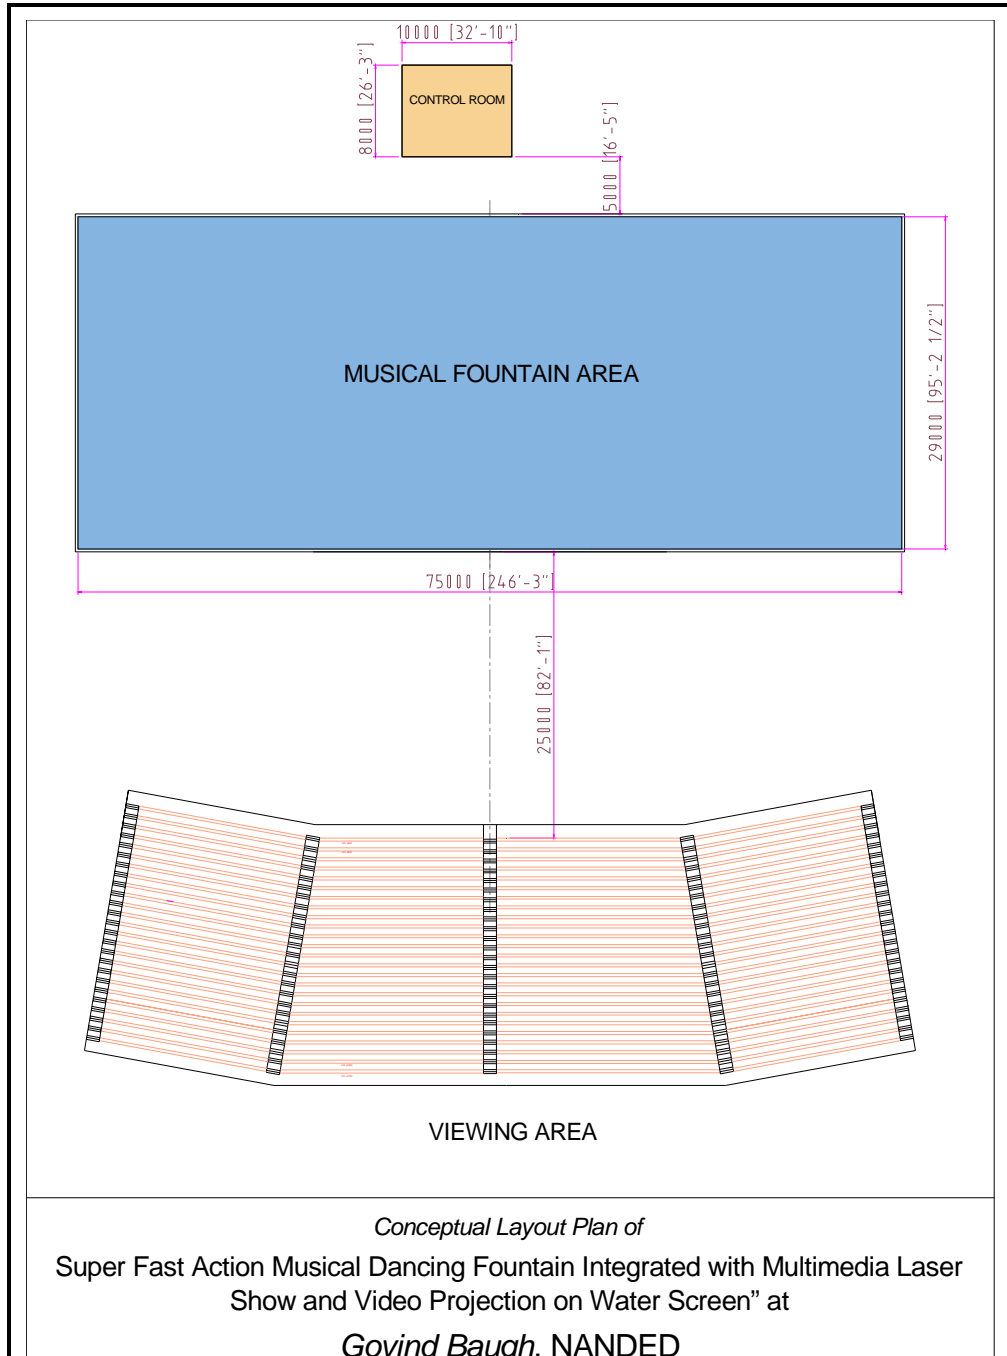 10000 [32'-10"]
8000 [26'-3"]
CONTROL ROOM
5000 [16'-5"]
MUSICAL FOUNTAIN AREA
29000 [95'-2 1/2"]
75000 [246'-3"]
25000 [82'-1"]
VIEWING AREA
Conceptual Layout Plan of
Super Fast Action Musical Dancing Fountain Integrated with Multimedia Laser
Show and Video Projection on Water Screen” at
Govind Baugh, NANDED